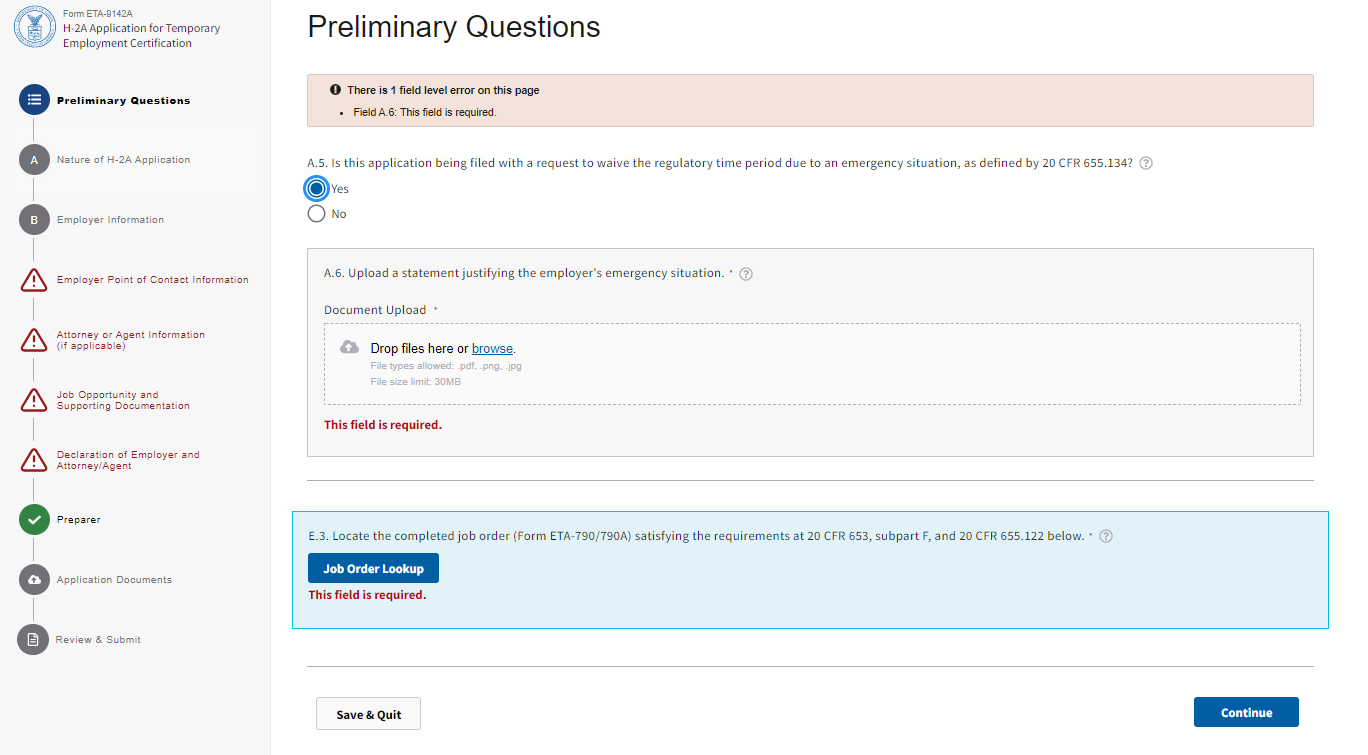 Form ETA-9142A
H-2A Application for Temporary
Employment Certification
Preliminary Questions
A
Nature of H-2A Application
B
Employer Information
Employer Point of Contact Information
Attorney or Agent Information
(if applicable)
Job Opportunity and
Supporting Documentation
Declaration of Employer and
Attorney/Agent
Preparer
Application Documents
Review & Submit
Preliminary Questions
There is 1 field level error on this page
• Field A.6: This field is required.
A.5. Is this application being filed with a request to waive the regulatory time period due to an emergency situation, as defined by 20 CFR 655.134? ?
Yes
No
A.6. Upload a statement justifying the employer's emergency situation. * ?
Document Upload *
Drop files here or browse.
File types allowed: .pdf, .png, .jpg
File size limit: 30MB
This field is required.
E.3. Locate the completed job order (Form ETA-790/790A) satisfying the requirements at 20 CFR 653, subpart F, and 20 CFR 655.122 below. * ?
Job Order Lookup
This field is required.
Save & Quit
Continue